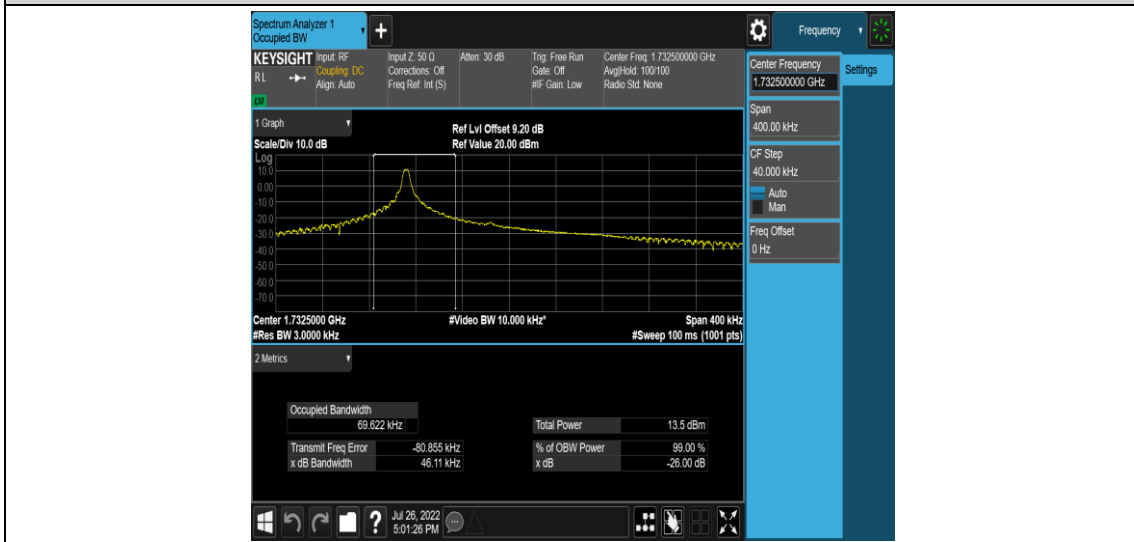 Spectrum Analyzer 1
Occupied BW
+
Frequency
KEYSIGHT
RL
LXI
Input: RF
Coupling: DC
Align: Auto
Input Z: 50 Ω
Corrections: Off
Freq Ref: Int (S)
Atten: 30 dB
Trig: Free Run
Gate: Off
#IF Gain: Low
Center Freq: 1.732500000 GHz
Avg|Hold: 100/100
Radio Std: None
Center Frequency
1.732500000 GHz
Settings
Span
400.00 kHz
CF Step
40.000 kHz
Auto
Man
Freq Offset
0 Hz
1 Graph
Scale/Div 10.0 dB
Ref Lvl Offset 9.20 dB
Ref Value 20.00 dBm
Log
10.0
0.00
-10.0
-20.0
-30.0
-40.0
-50.0
-60.0
-70.0
Center 1.7325000 GHz
#Video BW 10.000 kHz*
Span 400 kHz
#Res BW 3.0000 kHz
#Sweep 100 ms (1001 pts)
2 Metrics
Occupied Bandwidth
69.622 kHz
Total Power 13.5 dBm
Transmit Freq Error -80.855 kHz
% of OBW Power 99.00 %
x dB Bandwidth 46.11 kHz
x dB -26.00 dB
?
Jul 26, 2022
5:01:26 PM